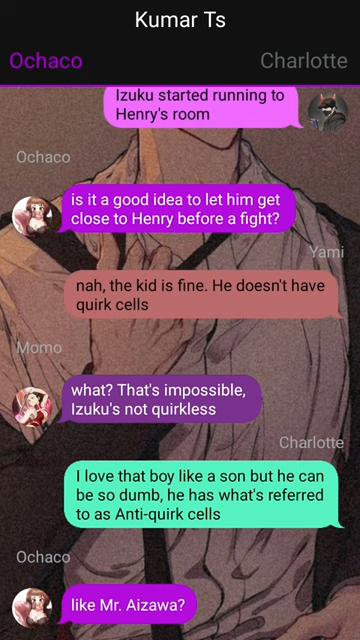 Kumar Ts
Ochaco
Charlotte
Izuku started running to
Henry's room
Ochaco
is it a good idea to let him get
close to Henry before a fight?
Yami
nah, the kid is fine. He doesn't have
quirk cells
Momo
what? That's impossible,
Izuku's not quirkless
Charlotte
I love that boy like a son but he can
be so dumb, he has what's referred
to as Anti-quirk cells
Ochaco
like Mr. Aizawa?